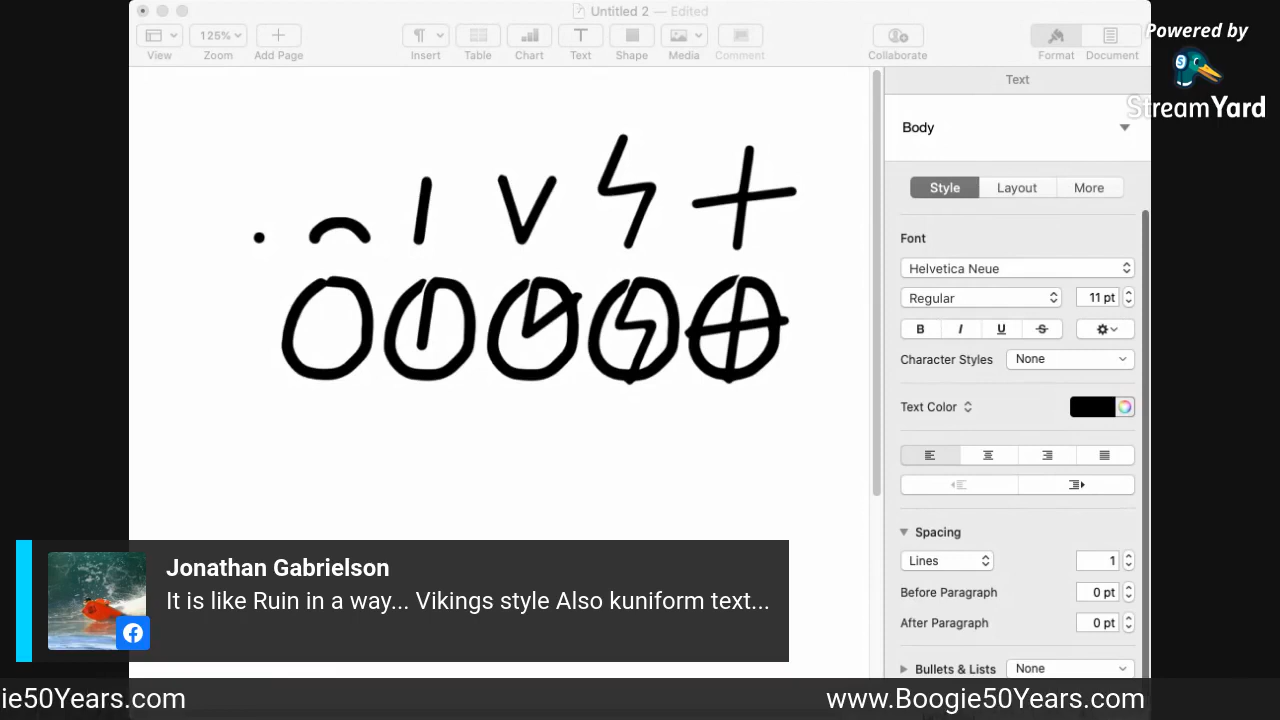 Untitled 2 — Edited
125%
View
Zoom
Add Page
Insert
Table
Chart
Text
Shape
Media
Comment
Collaborate
Format
Document
Powered by
StreamYard
Text
Body
Style
Layout
More
Font
Helvetica Neue
Regular
11 pt
B I U S
Character Styles
None
Text Color
Spacing
Lines
1
Before Paragraph
0 pt
After Paragraph
0 pt
Bullets & Lists
None
Jonathan Gabrielson
It is like Ruin in a way... Vikings style Also kuniform text...
ie50Years.com
www.Boogie50Years.com